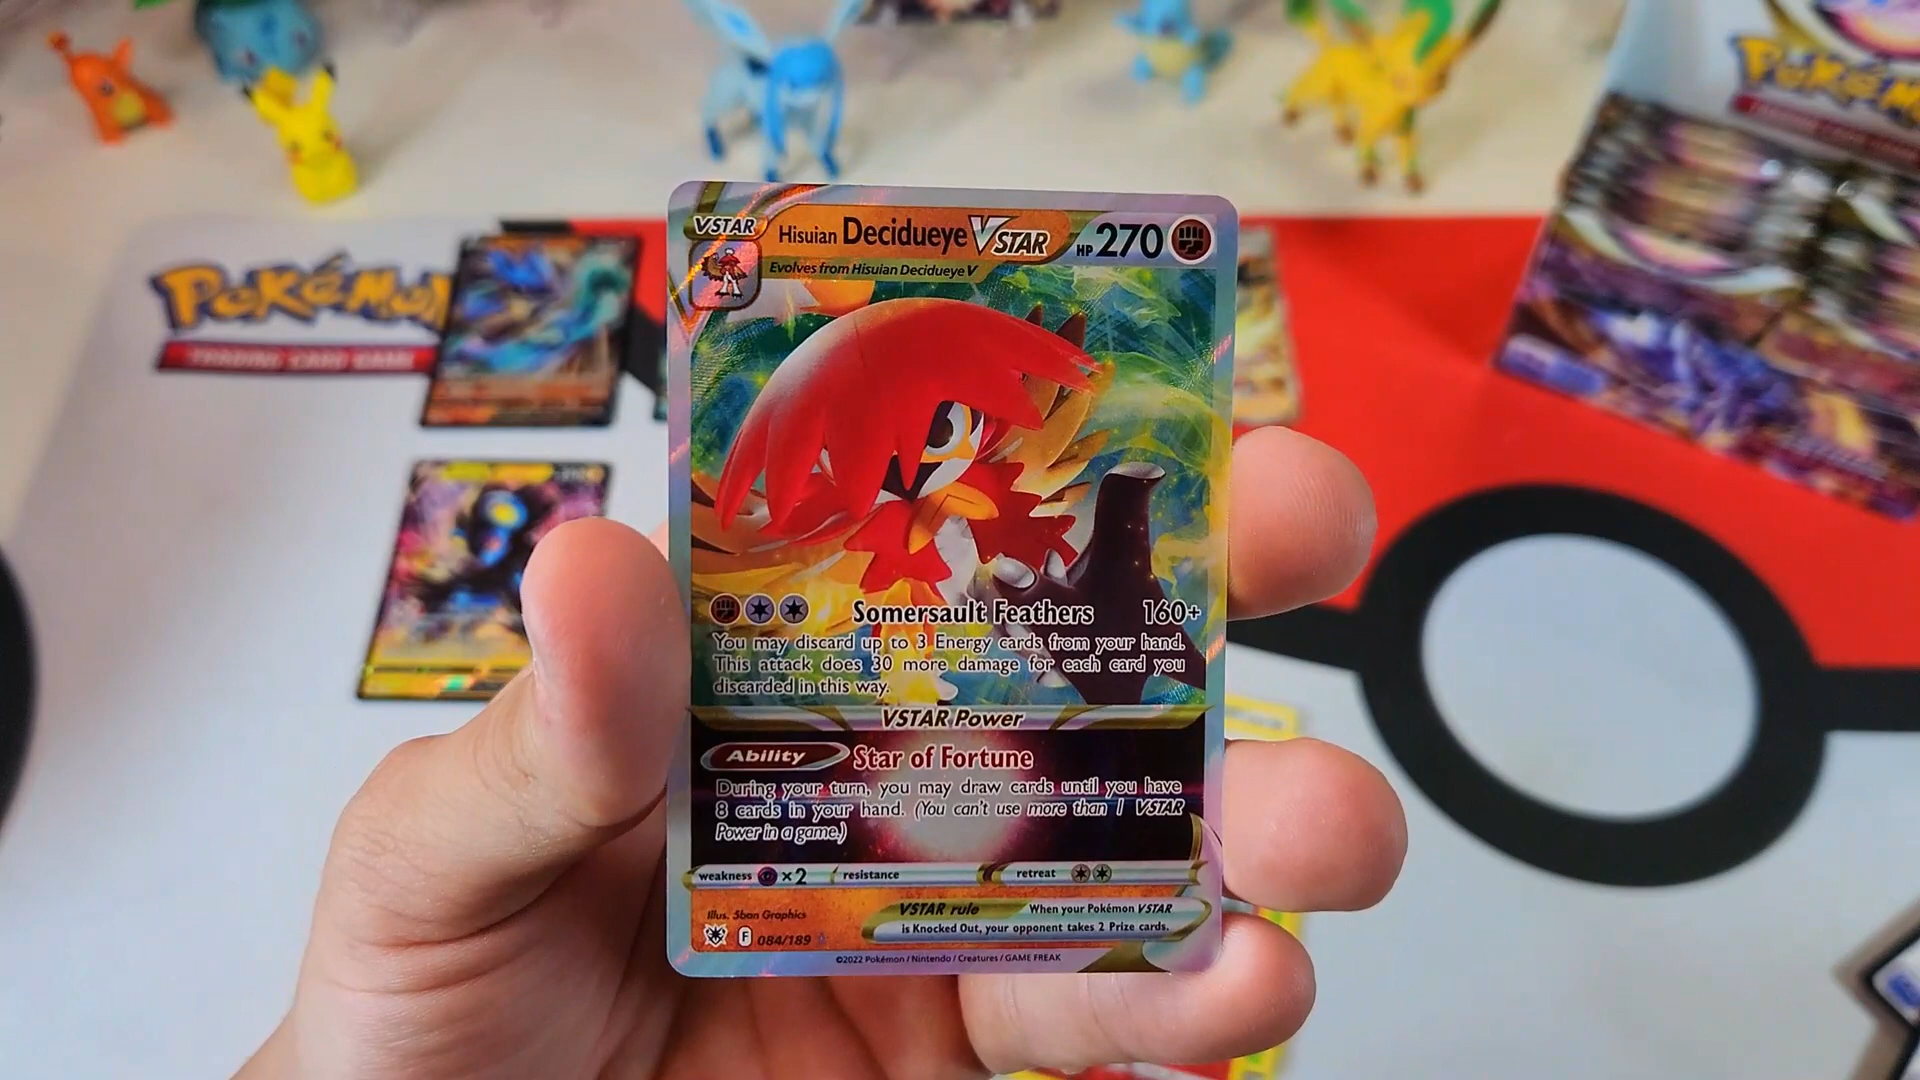 Pokémon
TRADING CARD GAME
Pokém
VSTAR
Hisuian Decidueye VSTAR HP 270
Evolves from Hisuian Decidueye V
Somersault Feathers 160+
You may discard up to 3 Energy cards from your hand.
This attack does 30 more damage for each card you
discarded in this way.
VSTAR Power
Ability Star of Fortune
During your turn, you may draw cards until you have
8 cards in your hand. (You can't use more than 1 VSTAR
Power in a game.)
weakness ×2 resistance retreat
Illus. 5ban Graphics
VSTAR rule When your Pokémon VSTAR
is Knocked Out, your opponent takes 2 Prize cards.
F 084/189
©2022 Pokémon / Nintendo / Creatures / GAME FREAK